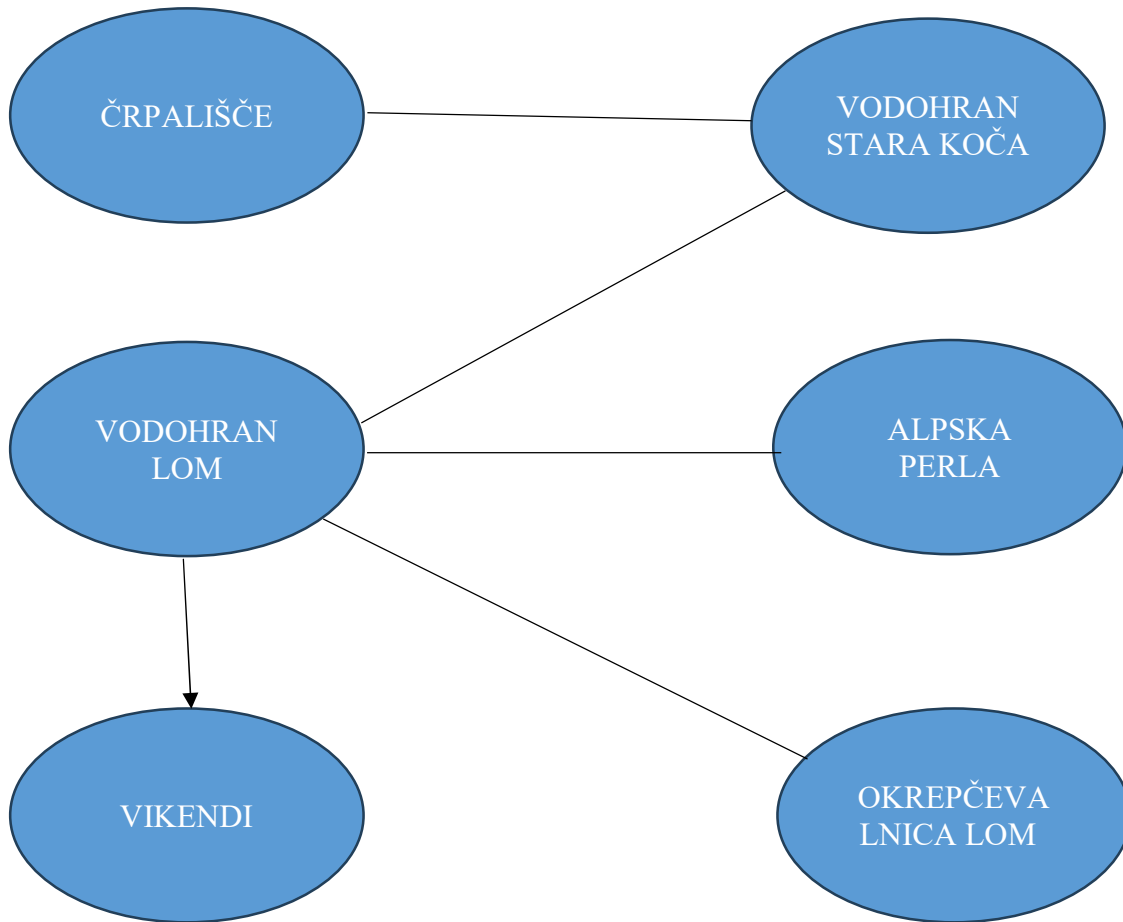 ČRPALIŠČE
VODOHRAN
STARA KOČA
VODOHRAN
LOM
ALPSKA
PERLA
VIKENDI
OKREPČEVA
LNICA LOM